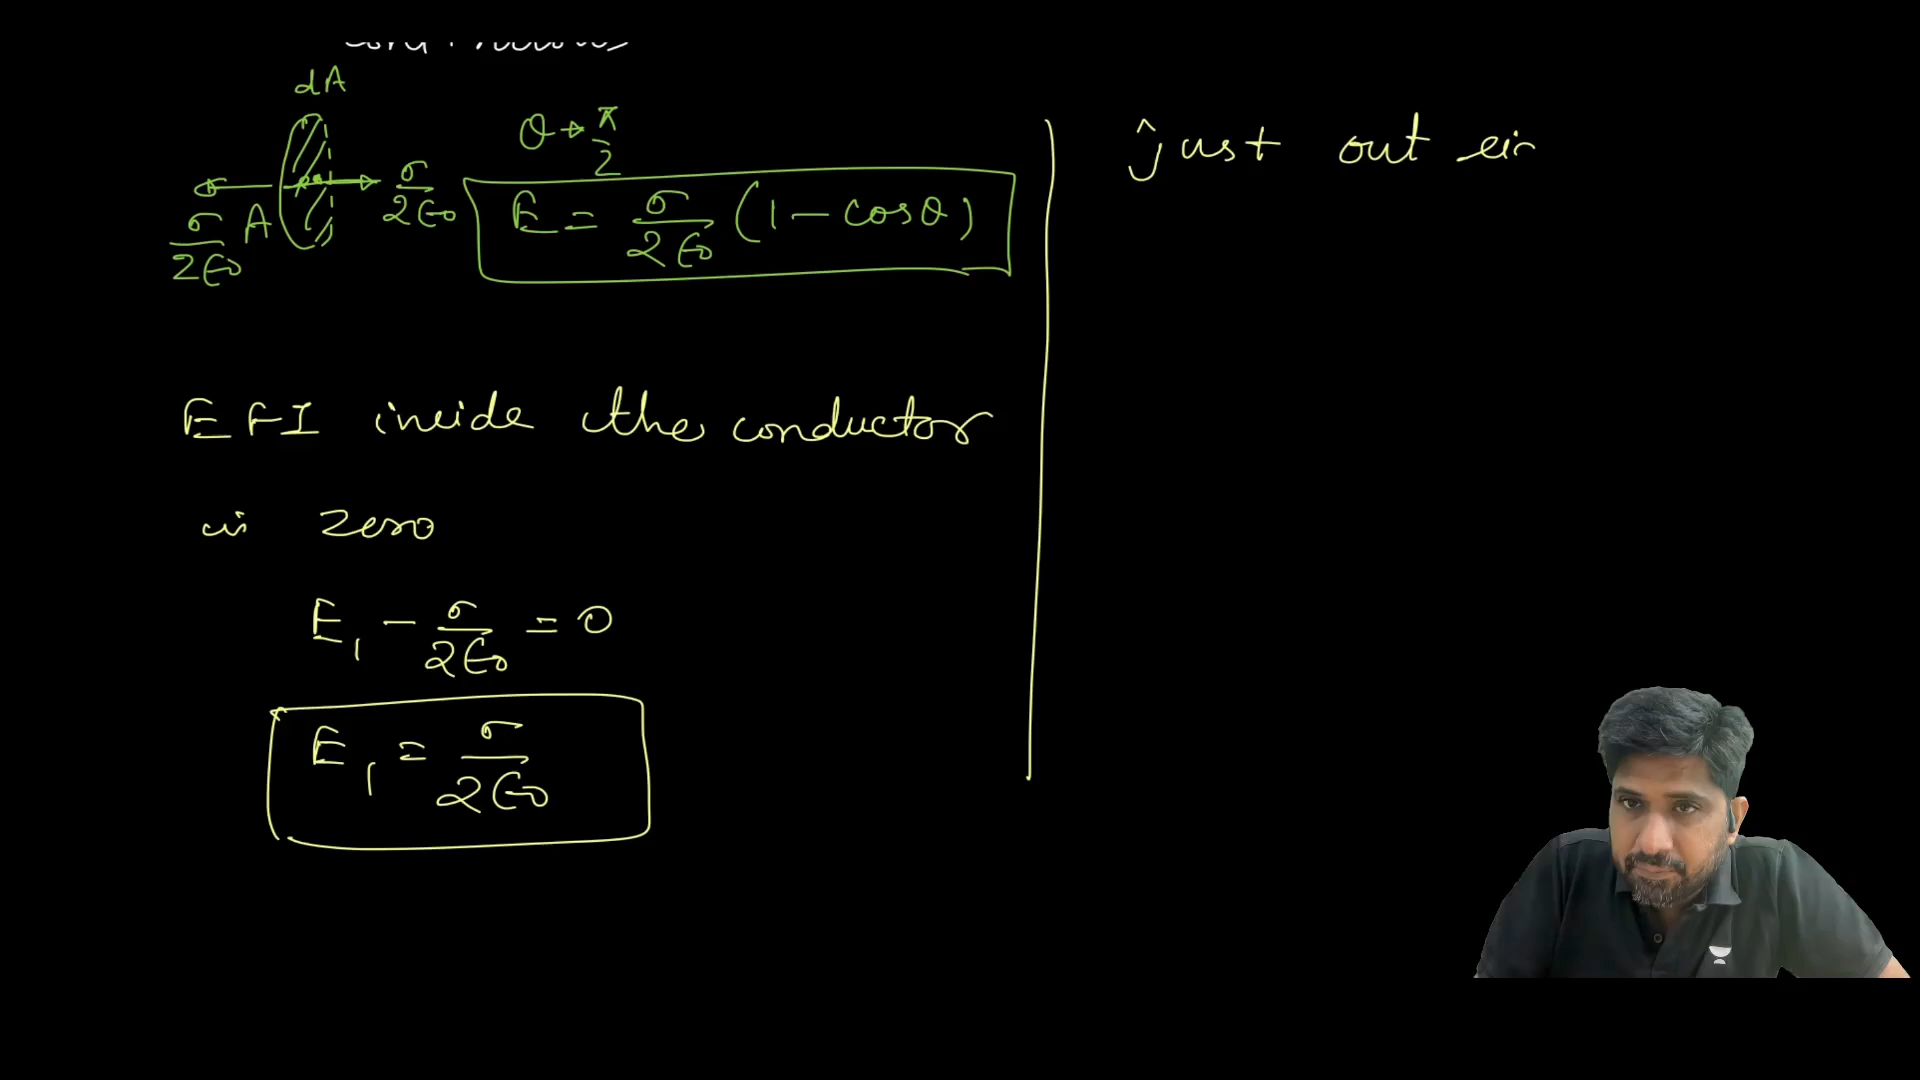 dA
θ → π/2
σ/2ε₀
σ/2ε₀ A
E = σ/2ε₀ (1 - cosθ)
EFI inside the conductor
is zero
E₁ - σ/2ε₀ = 0
E₁ = σ/2ε₀
just out